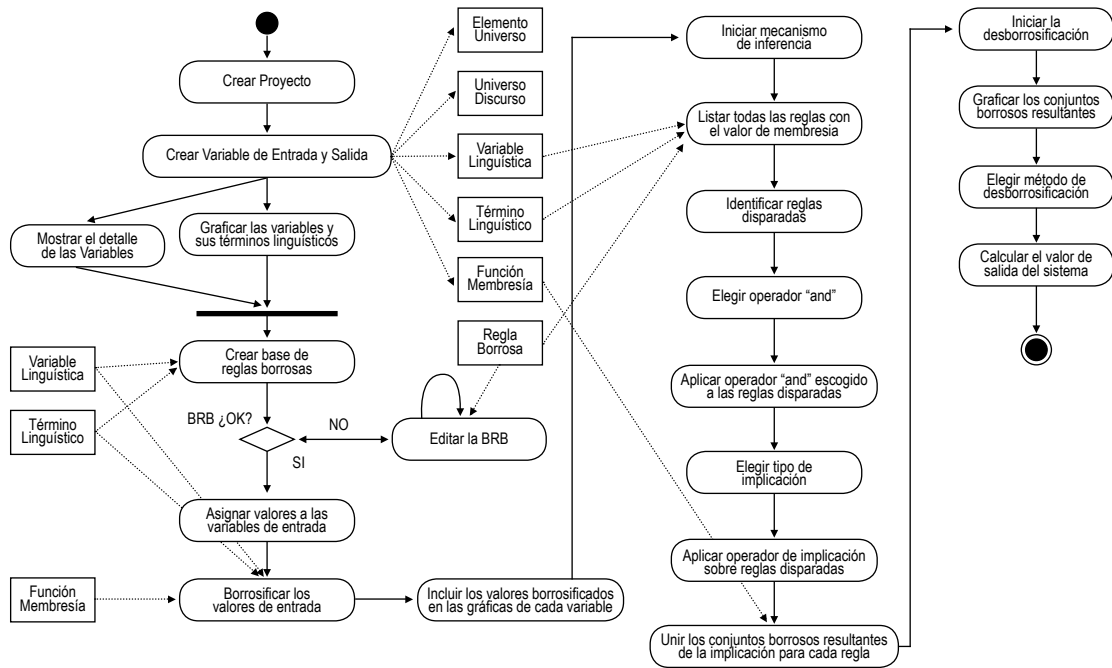 Crear Proyecto
Crear Variable de Entrada y Salida
Mostrar el detalle
de las Variables
Graficar las variables y
sus términos linguísticos
Variable
Linguística
Término
Linguístico
Crear base de
reglas borrosas
BRB ¿OK?
NO
SI
Editar la BRB
Asignar valores a las
variables de entrada
Función
Membresía
Borrosificar los
valores de entrada
Incluir los valores borrosificados
en las gráficas de cada variable
Elemento
Universo
Universo
Discurso
Variable
Linguística
Término
Linguístico
Función
Membresía
Regla
Borrosa
Iniciar mecanismo
de inferencia
Listar todas las reglas con
el valor de membresia
Identificar reglas
disparadas
Elegir operador “and”
Aplicar operador “and” escogido
a las reglas disparadas
Elegir tipo de
implicación
Aplicar operador de implicación
sobre reglas disparadas
Unir los conjuntos borrosos resultantes
de la implicación para cada regla
Iniciar la
desborrosificación
Graficar los conjuntos
borrosos resultantes
Elegir método de
desborrosificación
Calcular el valor de
salida del sistema